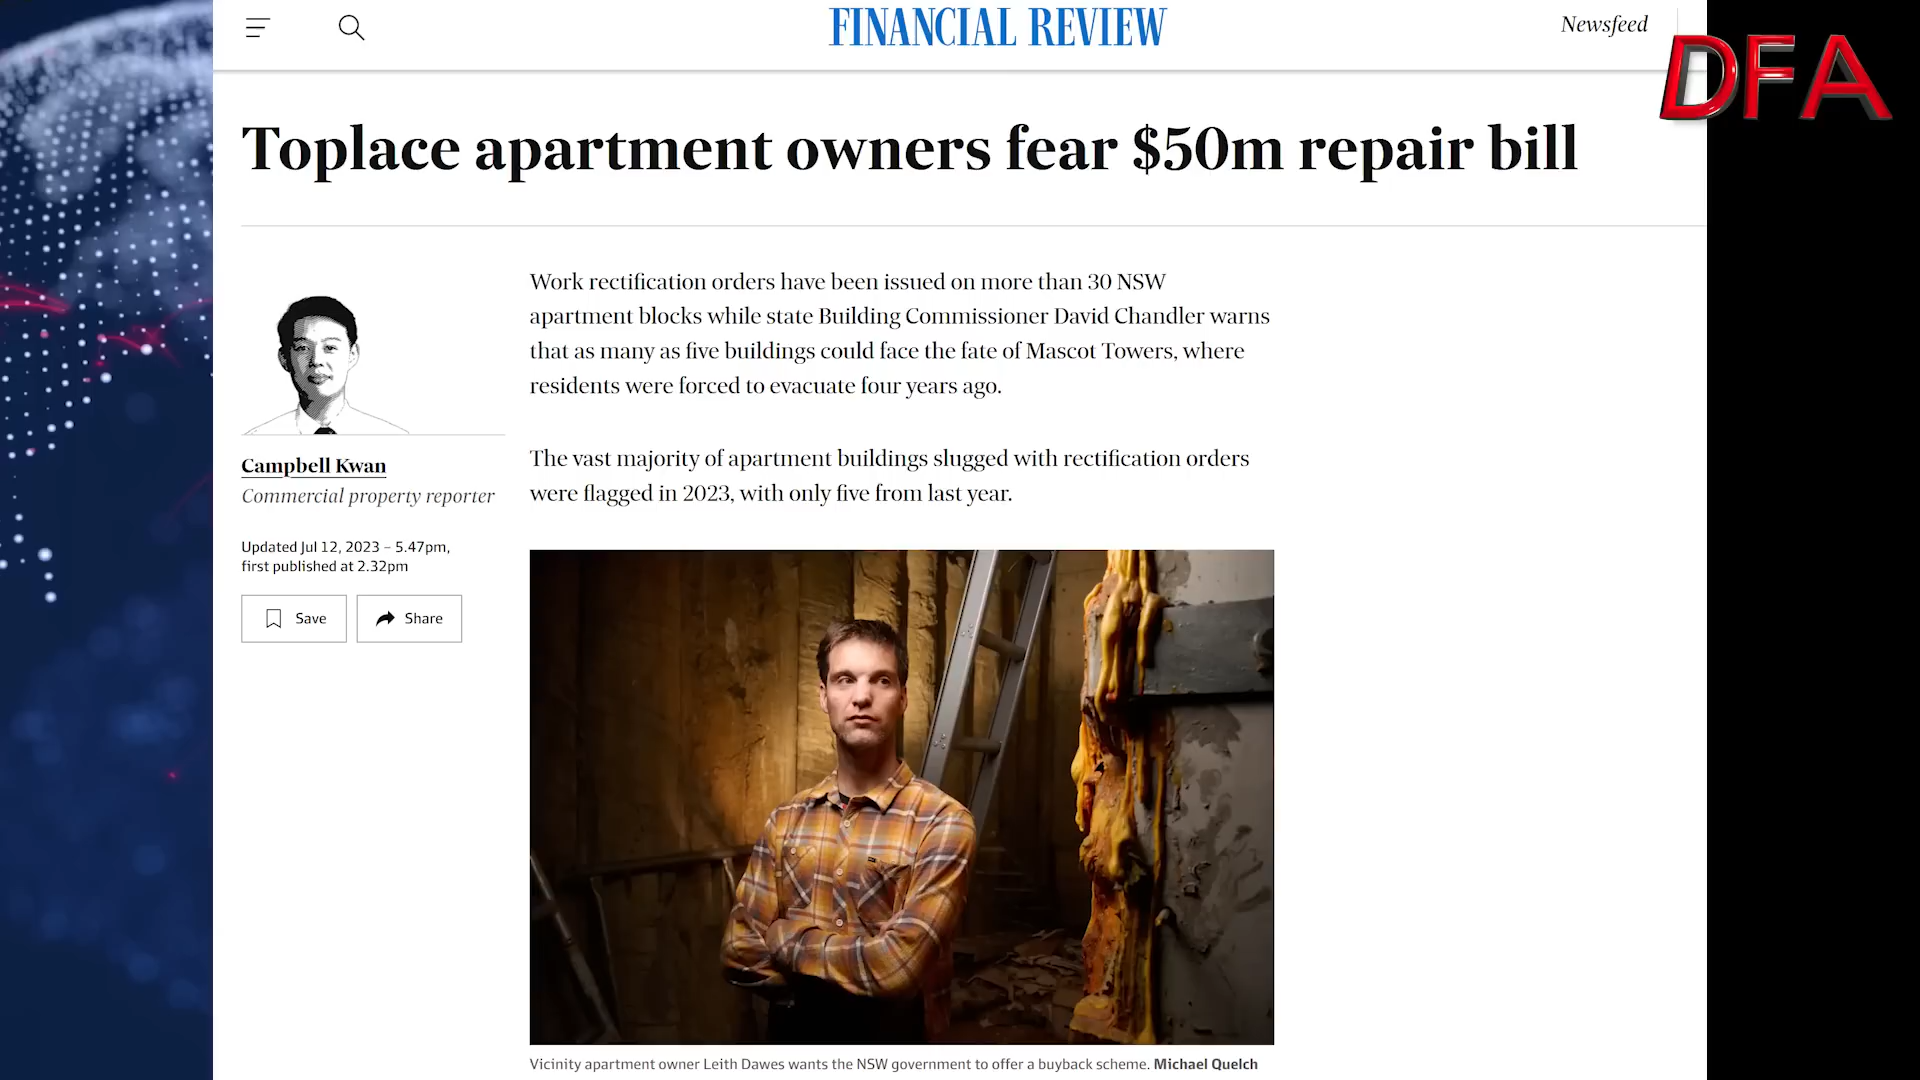 FINANCIAL REVIEW
Newsfeed
DFA
Toplace apartment owners fear $50m repair bill
Work rectification orders have been issued on more than 30 NSW
apartment blocks while state Building Commissioner David Chandler warns
that as many as five buildings could face the fate of Mascot Towers, where
residents were forced to evacuate four years ago.
Campbell Kwan
Commercial property reporter
The vast majority of apartment buildings slugged with rectification orders
were flagged in 2023, with only five from last year.
Updated Jul 12, 2023 – 5.47pm,
first published at 2.32pm
Save
Share
Vicinity apartment owner Leith Dawes wants the NSW government to offer a buyback scheme. Michael Quelch